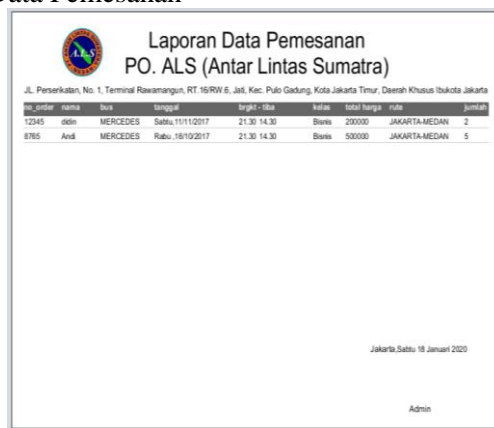 Data Pemesanan
A.L.S
Laporan Data Pemesanan
PO. ALS (Antar Lintas Sumatra)
JL. Perserikatan, No. 1, Terminal Rawamangun, RT.16/RW.6, Jati, Kec. Pulo Gadung, Kota Jakarta Timur, Daerah Khusus Ibukota Jakarta
no_order nama bus tanggal brgkt - tiba kelas total harga rute jumlah
12345 didin MERCEDES Sabtu,11/11/2017 21.30 14.30 Bisnis 200000 JAKARTA-MEDAN 2
8765 Andi MERCEDES Rabu ,18/10/2017 21.30 14.30 Bisnis 500000 JAKARTA-MEDAN 5
Jakarta,Sabtu 18 Januari 2020
Admin